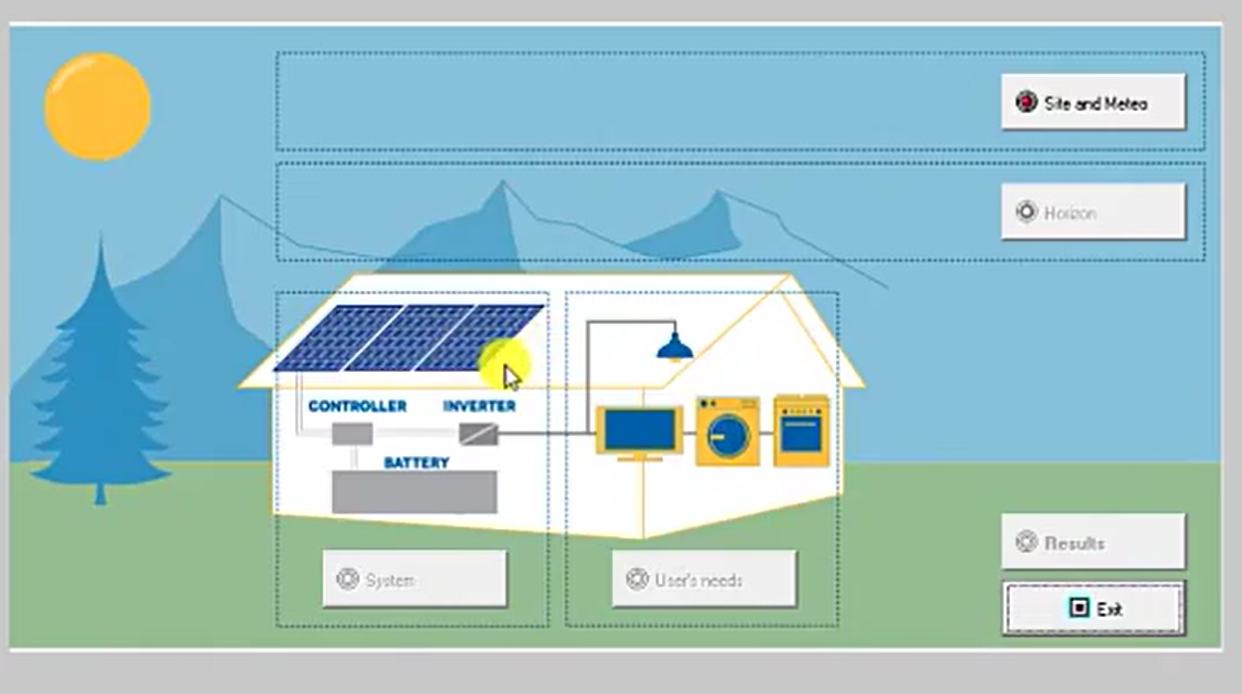 Site and Meteo
Horizon
CONTROLLER
INVERTER
BATTERY
System
User's needs
Results
Exit